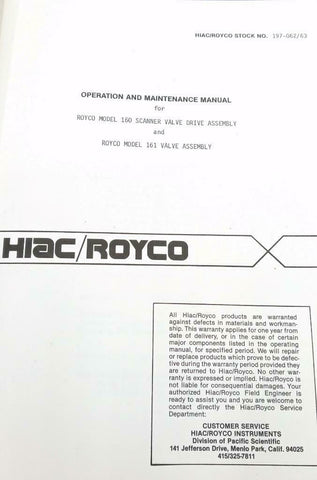 HIAC/ROYCO STOCK NO. 197-062/63
OPERATION AND MAINTENANCE MANUAL
for
ROYCO MODEL 160 SCANNER VALVE DRIVE ASSEMBLY
and
ROYCO MODEL 161 VALVE ASSEMBLY
HIAC/ROYCO
All Hiac/Royco products are warranted
against defects in materials and workman-
ship. This warranty applies for one year from
date of delivery, or in the case of certain
major components listed in the operating
manual, for specified period. We will repair
or replace products which prove to be defec-
tive during the warranty period provided they
are returned to Hiac/Royco. No other war-
ranty is expressed or implied. Hiac/Royco is
not liable for consequential damages. Your
authorized Hiac/Royco Field Engineer is
ready to assist you and you are welcome to
contact directly the Hiac/Royco Service
Department:
CUSTOMER SERVICE
HIAC/ROYCO INSTRUMENTS
Division of Pacific Scientific
141 Jefferson Drive, Menlo Park, Calif. 94025
415/325-7811